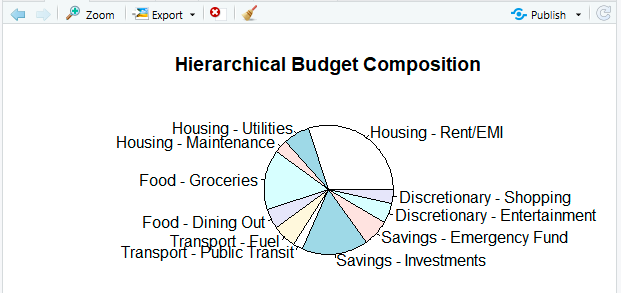 Zoom Export Publish
Hierarchical Budget Composition
Housing - Utilities
Housing - Rent/EMI
Housing - Maintenance
Food - Groceries
Discretionary - Shopping
Discretionary - Entertainment
Food - Dining Out
Savings - Emergency Fund
Transport - Fuel
Transport - Public Transit
Savings - Investments